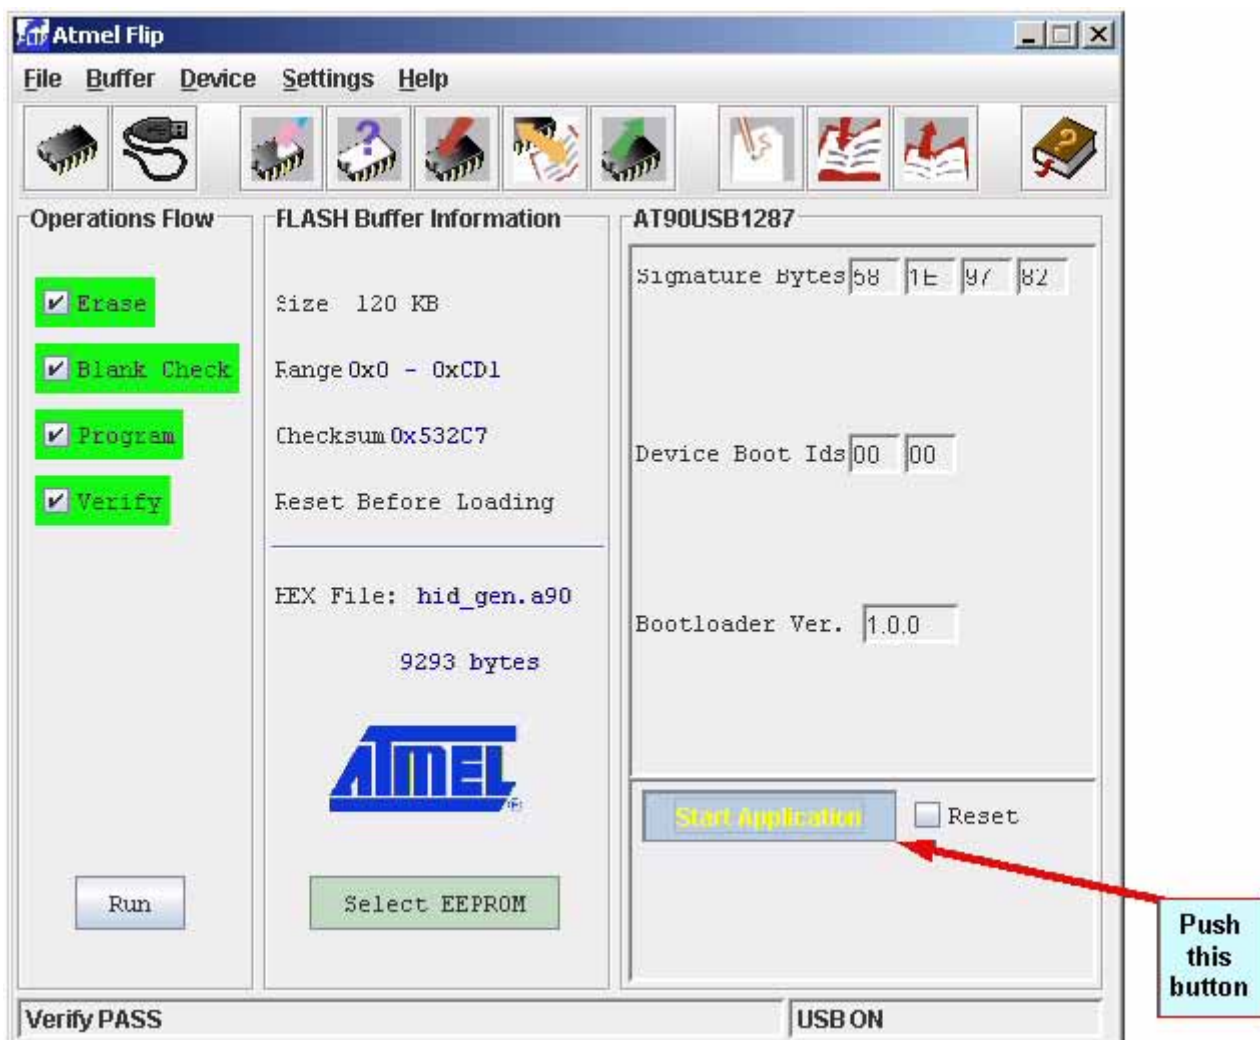 Atmel Flip
File Buffer Device Settings Help
Operations Flow
Erase
Blank Check
Program
Verify
Run
FLASH Buffer Information
Size 120 KB
Range 0x0 - 0xCD1
Checksum 0x532C7
Reset Before Loading
HEX File: hid_gen.a90
9293 bytes
ATMEL®
Select EEPROM
AT90USB1287
Signature Bytes 58 1E 97 82
Device Boot Ids 00 00
Bootloader Ver. 1.0.0
Start Application Reset
Push
this
button
Verify PASS
USB ON